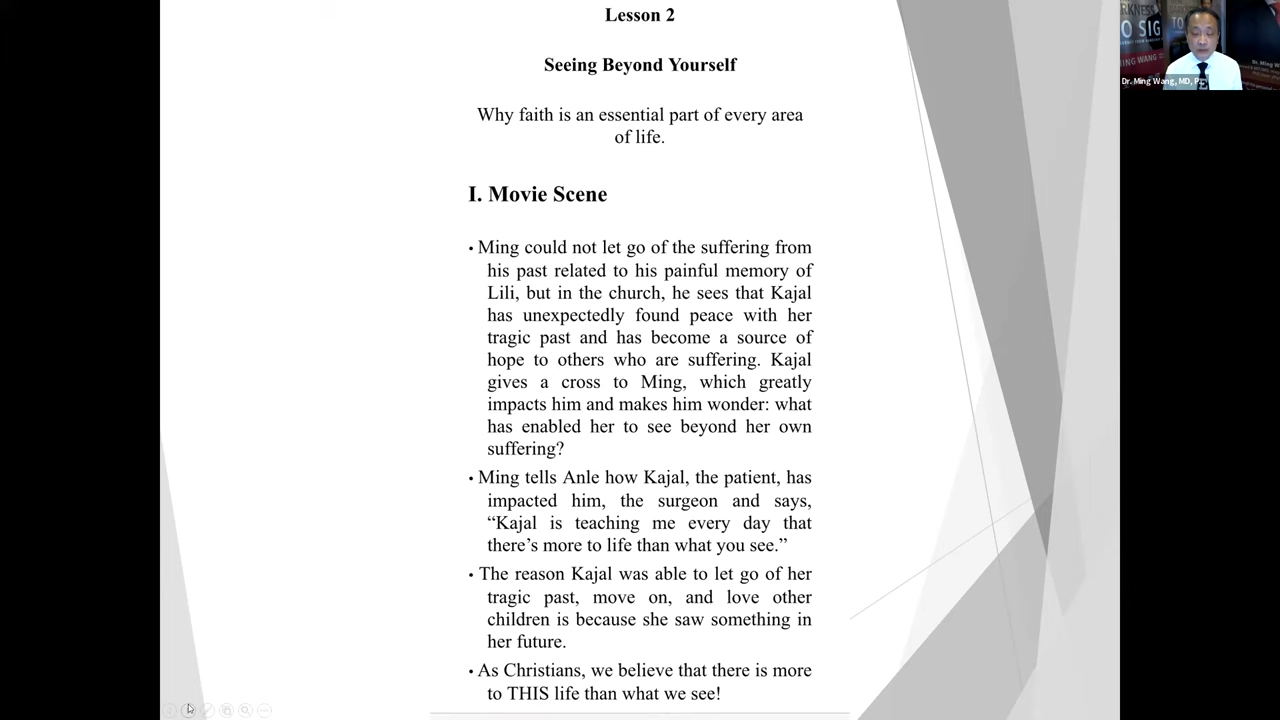 Lesson 2
Seeing Beyond Yourself
Why faith is an essential part of every area
of life.
I. Movie Scene
• Ming could not let go of the suffering from
his past related to his painful memory of
Lili, but in the church, he sees that Kajal
has unexpectedly found peace with her
tragic past and has become a source of
hope to others who are suffering. Kajal
gives a cross to Ming, which greatly
impacts him and makes him wonder: what
has enabled her to see beyond her own
suffering?
• Ming tells Anle how Kajal, the patient, has
impacted him, the surgeon and says,
“Kajal is teaching me every day that
there’s more to life than what you see.”
• The reason Kajal was able to let go of her
tragic past, move on, and love other
children is because she saw something in
her future.
• As Christians, we believe that there is more
to THIS life than what we see!
RKNESS
O SIG
MING WANG
TO
Dr. Ming W
Dr. Ming Wang, MD, P...